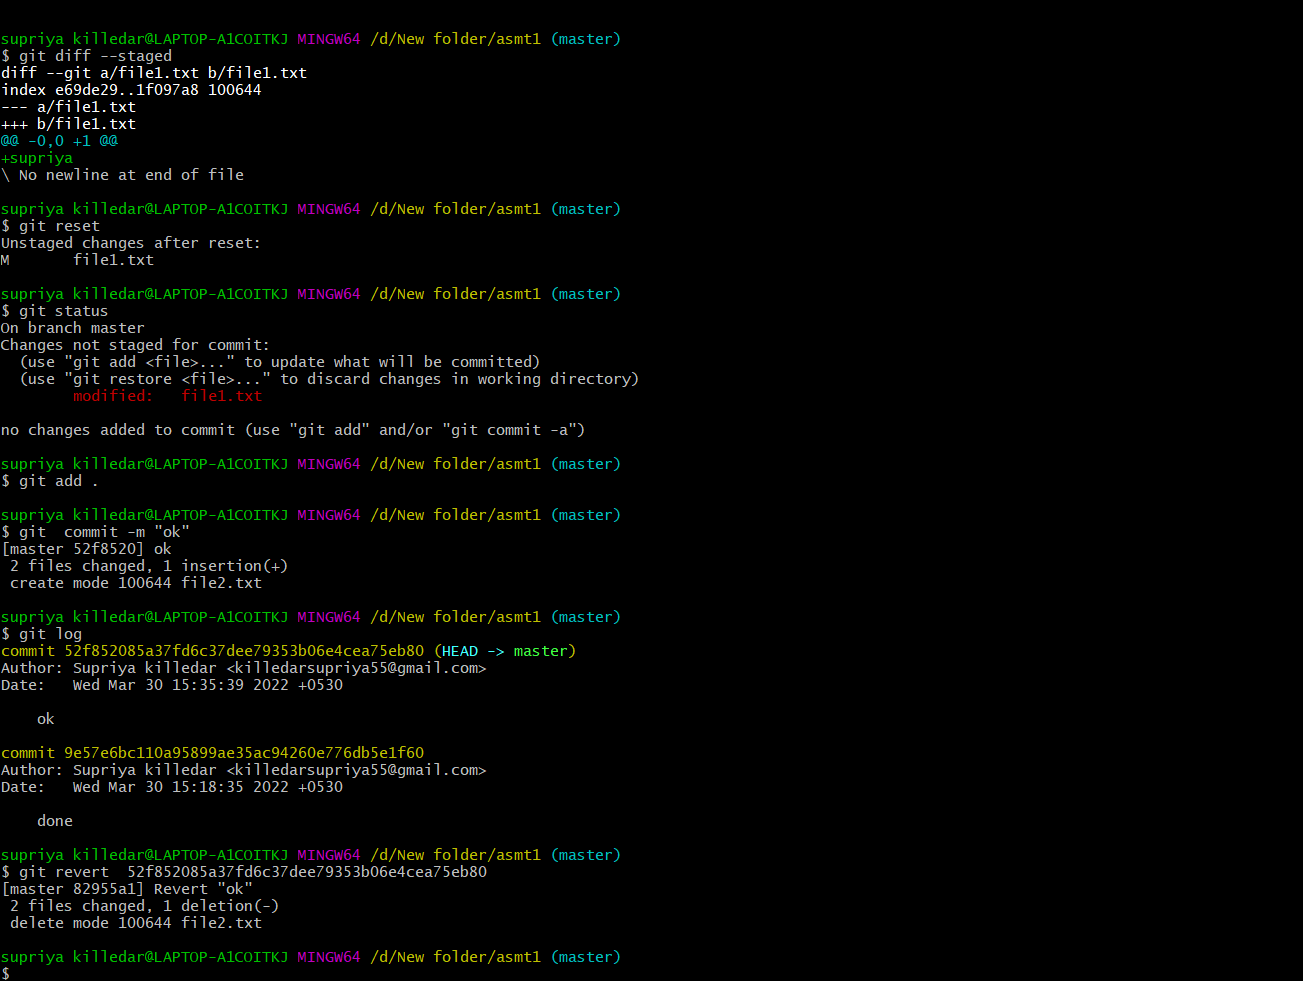 supriya killedar@LAPTOP-A1COITKJ MINGW64 /d/New folder/asmt1 (master)
$ git diff --staged
diff --git a/file1.txt b/file1.txt
index e69de29..1f097a8 100644
--- a/file1.txt
+++ b/file1.txt
@@ -0,0 +1 @@
+supriya
\ No newline at end of file

supriya killedar@LAPTOP-A1COITKJ MINGW64 /d/New folder/asmt1 (master)
$ git reset
Unstaged changes after reset:
M       file1.txt

supriya killedar@LAPTOP-A1COITKJ MINGW64 /d/New folder/asmt1 (master)
$ git status
On branch master
Changes not staged for commit:
  (use "git add <file>..." to update what will be committed)
  (use "git restore <file>..." to discard changes in working directory)
        modified:   file1.txt

no changes added to commit (use "git add" and/or "git commit -a")

supriya killedar@LAPTOP-A1COITKJ MINGW64 /d/New folder/asmt1 (master)
$ git add .

supriya killedar@LAPTOP-A1COITKJ MINGW64 /d/New folder/asmt1 (master)
$ git  commit -m "ok"
[master 52f8520] ok
 2 files changed, 1 insertion(+)
 create mode 100644 file2.txt

supriya killedar@LAPTOP-A1COITKJ MINGW64 /d/New folder/asmt1 (master)
$ git log
commit 52f852085a37fd6c37dee79353b06e4cea75eb80 (HEAD -> master)
Author: Supriya killedar <killedarsupriya55@gmail.com>
Date:   Wed Mar 30 15:35:39 2022 +0530

    ok

commit 9e57e6bc110a95899ae35ac94260e776db5e1f60
Author: Supriya killedar <killedarsupriya55@gmail.com>
Date:   Wed Mar 30 15:18:35 2022 +0530

    done

supriya killedar@LAPTOP-A1COITKJ MINGW64 /d/New folder/asmt1 (master)
$ git revert  52f852085a37fd6c37dee79353b06e4cea75eb80
[master 82955a1] Revert "ok"
 2 files changed, 1 deletion(-)
 delete mode 100644 file2.txt

supriya killedar@LAPTOP-A1COITKJ MINGW64 /d/New folder/asmt1 (master)
$